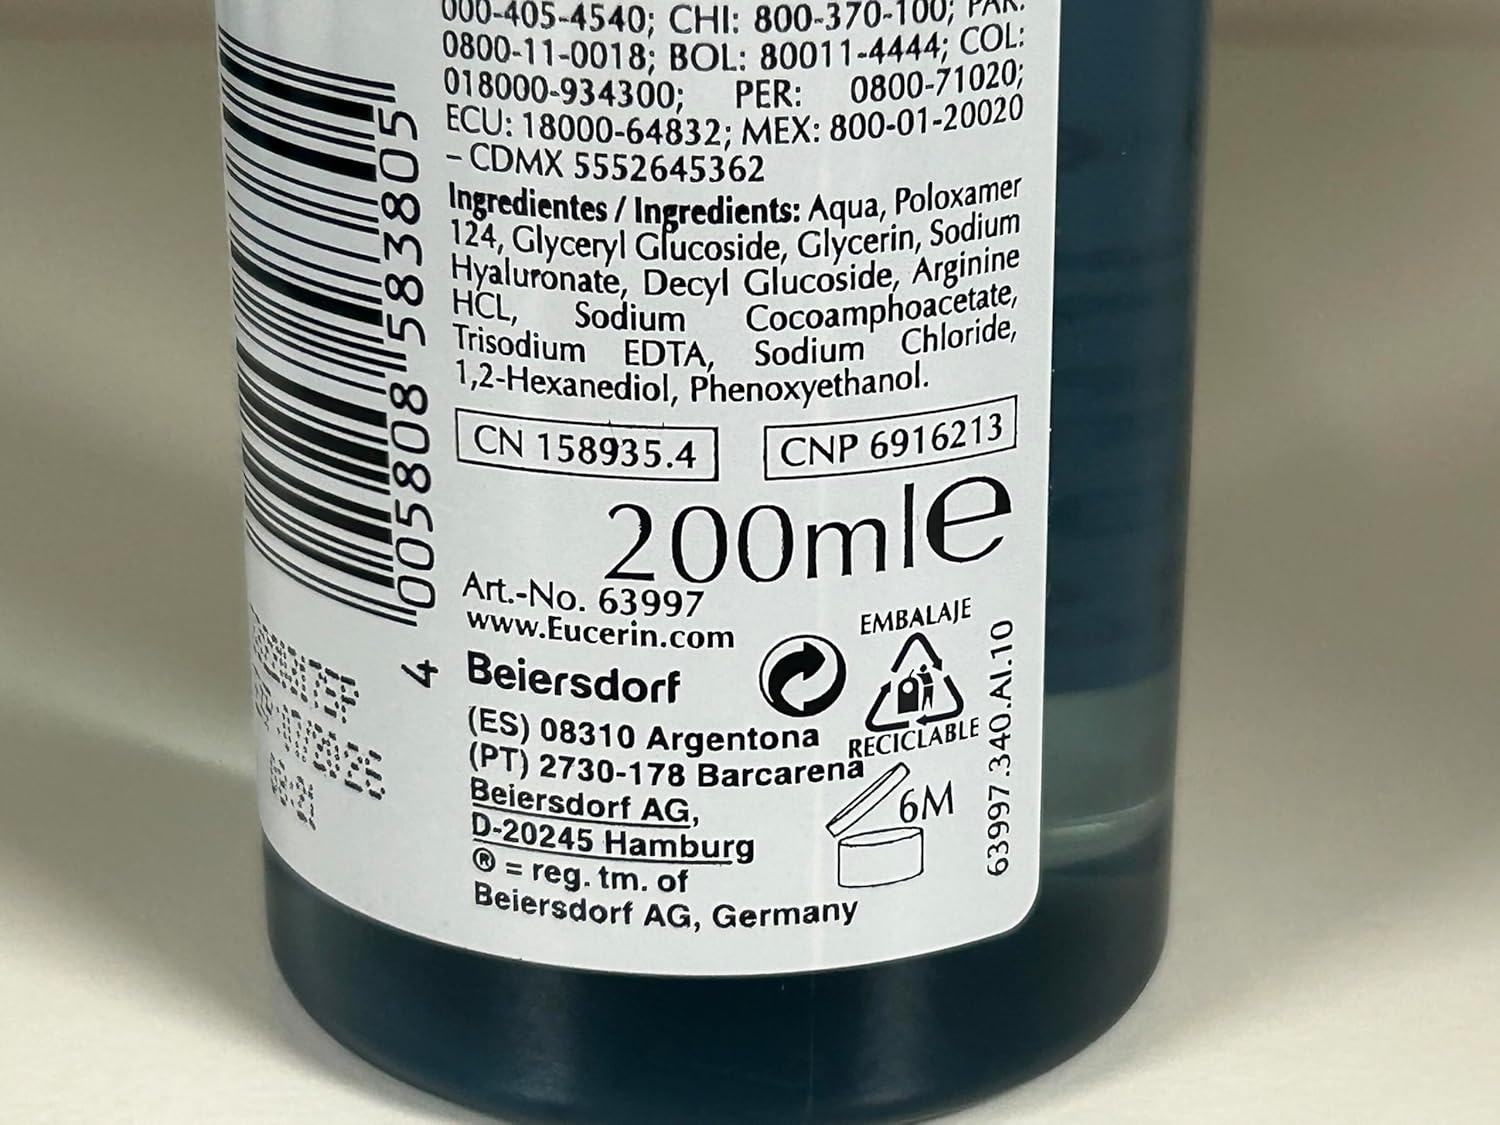 000-405-4540; CHI: 800-370-100; PAR:
0800-11-0018; BOL: 80011-4444; COL:
018000-934300; PER: 0800-71020;
ECU: 18000-64832; MEX: 800-01-20020
– CDMX 5552645362
Ingredientes / Ingredients: Aqua, Poloxamer
124, Glyceryl Glucoside, Glycerin, Sodium
Hyaluronate, Decyl Glucoside, Arginine
HCL, Sodium Cocoamphoacetate,
Trisodium EDTA, Sodium Chloride,
1,2-Hexanediol, Phenoxyethanol.
CN 158935.4 CNP 6916213
200ml℮
Art.-No. 63997
www.Eucerin.com
Beiersdorf
(ES) 08310 Argentona
(PT) 2730-178 Barcarena
Beiersdorf AG,
D-20245 Hamburg
® = reg. tm. of
Beiersdorf AG, Germany
EMBALAJE
RECICLABLE
6M
63997.340.AI.10
4 005808 583805